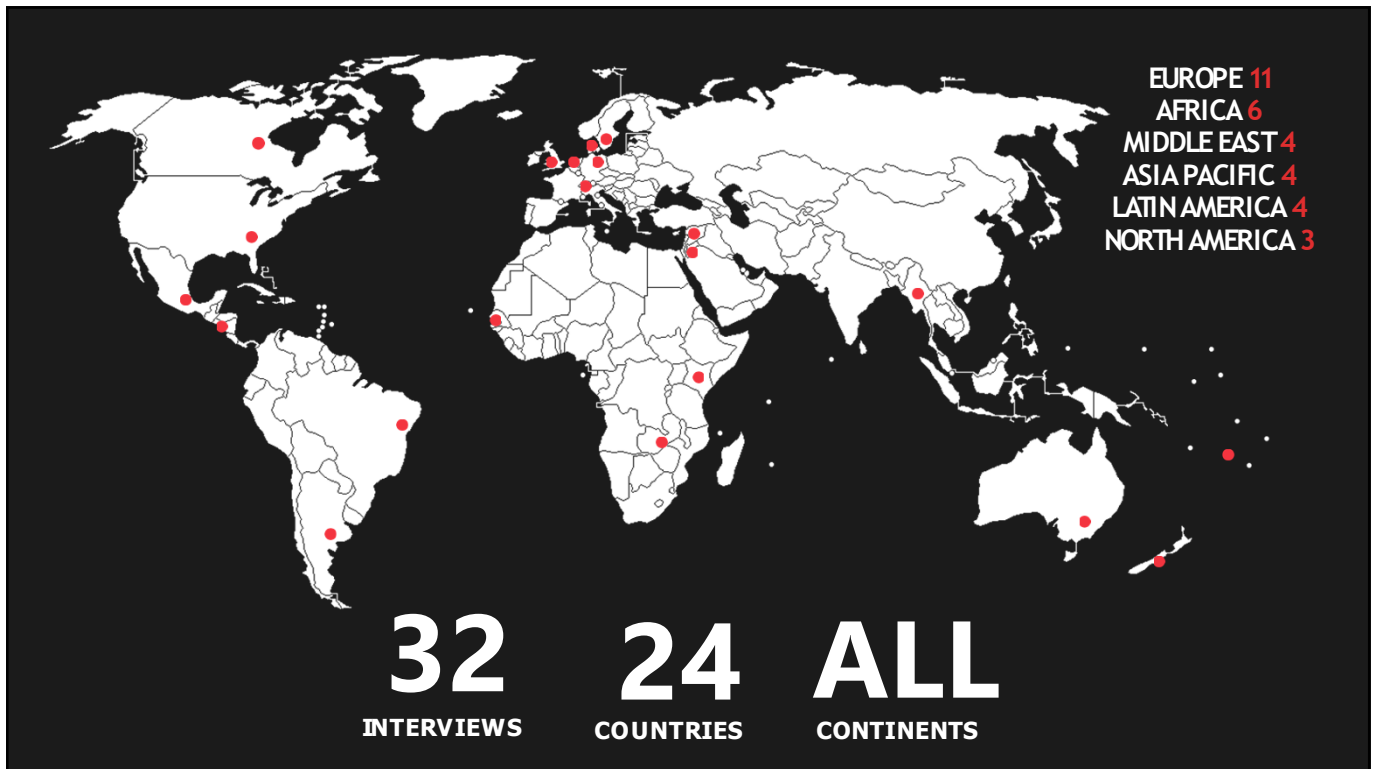 EUROPE 11
AFRICA 6
MIDDLE EAST 4
ASIA PACIFIC 4
LATIN AMERICA 4
NORTH AMERICA 3
32 24 ALL
INTERVIEWS COUNTRIES CONTINENTS